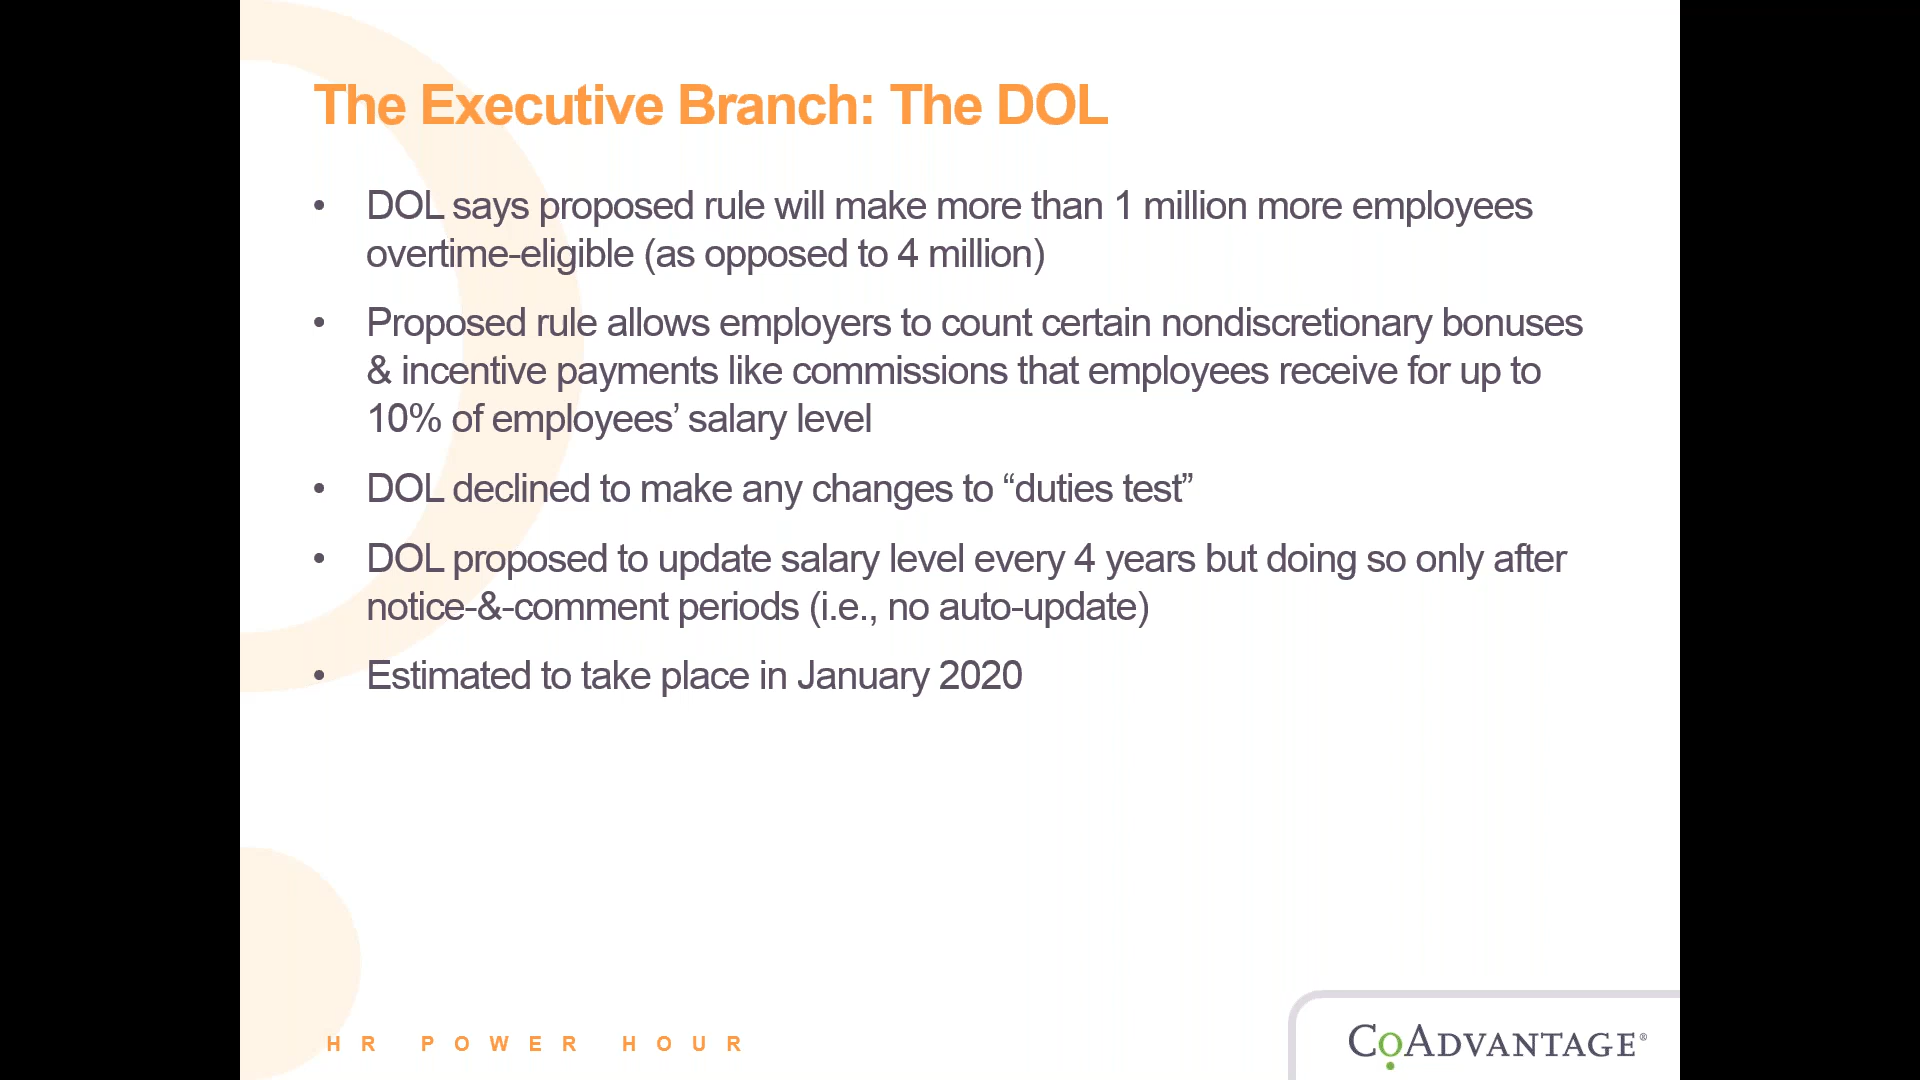 The Executive Branch: The DOL
• DOL says proposed rule will make more than 1 million more employees
overtime-eligible (as opposed to 4 million)
• Proposed rule allows employers to count certain nondiscretionary bonuses
& incentive payments like commissions that employees receive for up to
10% of employees’ salary level
• DOL declined to make any changes to “duties test”
• DOL proposed to update salary level every 4 years but doing so only after
notice-&-comment periods (i.e., no auto-update)
• Estimated to take place in January 2020
HR POWER HOUR
CoAdvantage®